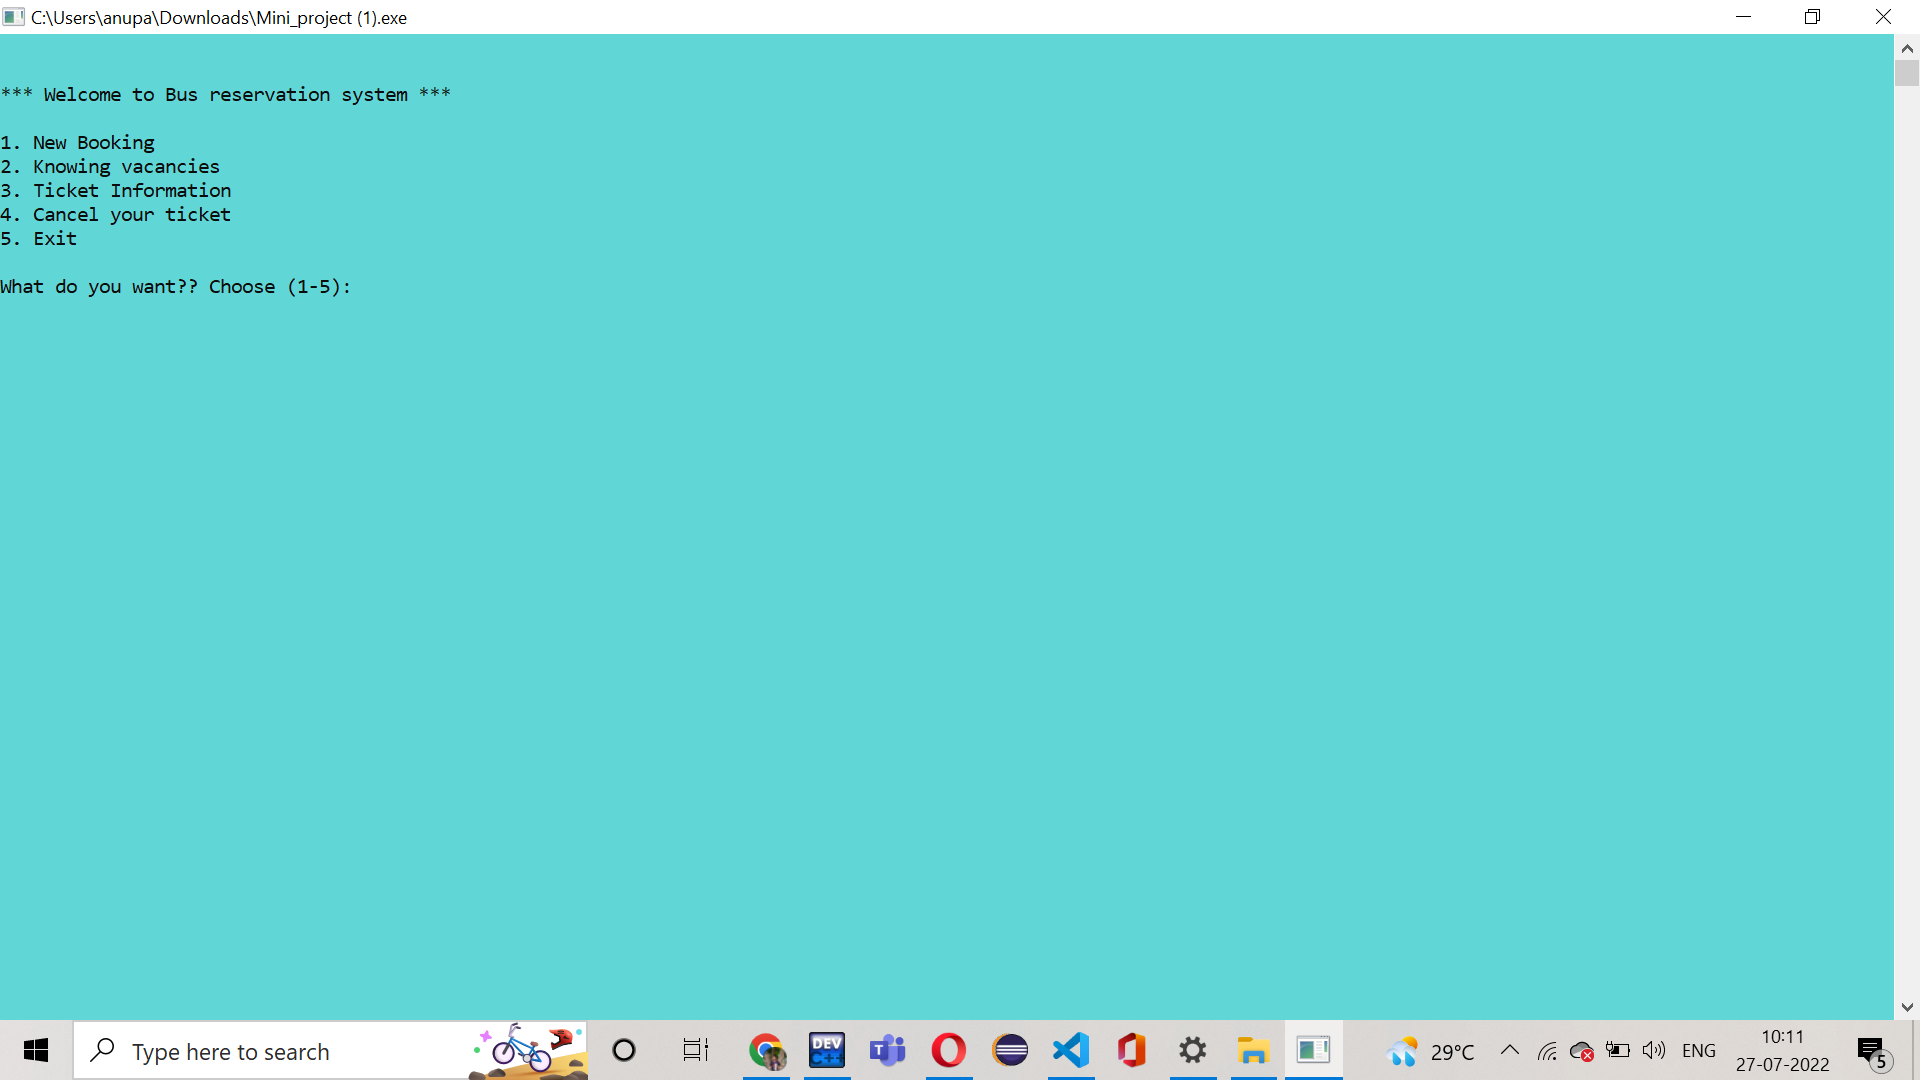 C:\Users\anupa\Downloads\Mini_project (1).exe
*** Welcome to Bus reservation system ***
1. New Booking
2. Knowing vacancies
3. Ticket Information
4. Cancel your ticket
5. Exit
What do you want?? Choose (1-5):
Type here to search
DEV
C++
T
29°C
ENG
10:11
27-07-2022
5